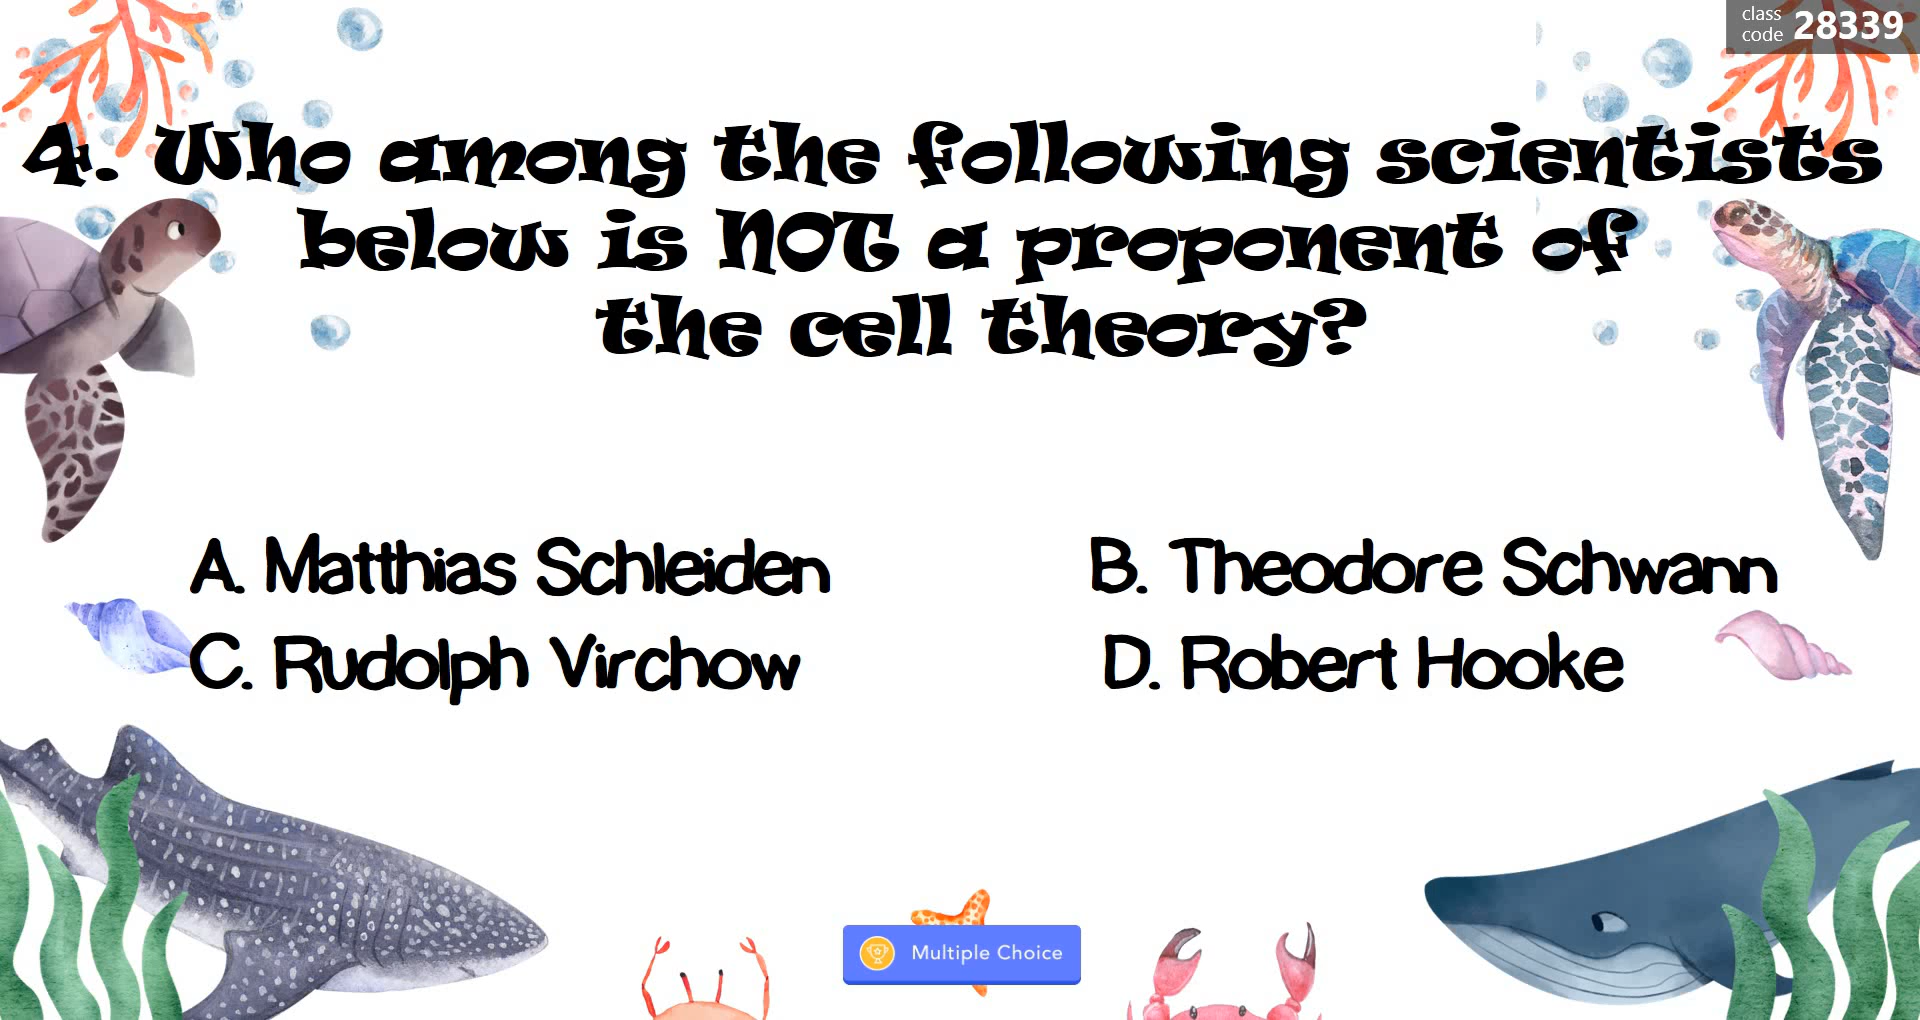 class code 28339
4. Who among the following scientists
below is NOT a proponent of
the cell theory?
A. Matthias Schleiden
B. Theodore Schwann
C. Rudolph Virchow
D. Robert Hooke
Multiple Choice